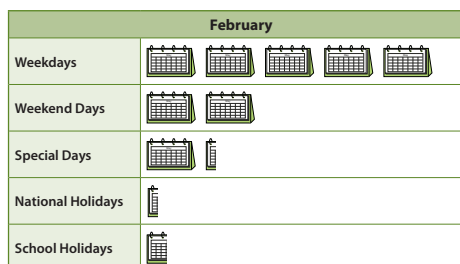 February
Weekdays
Weekend Days
Special Days
National Holidays
School Holidays